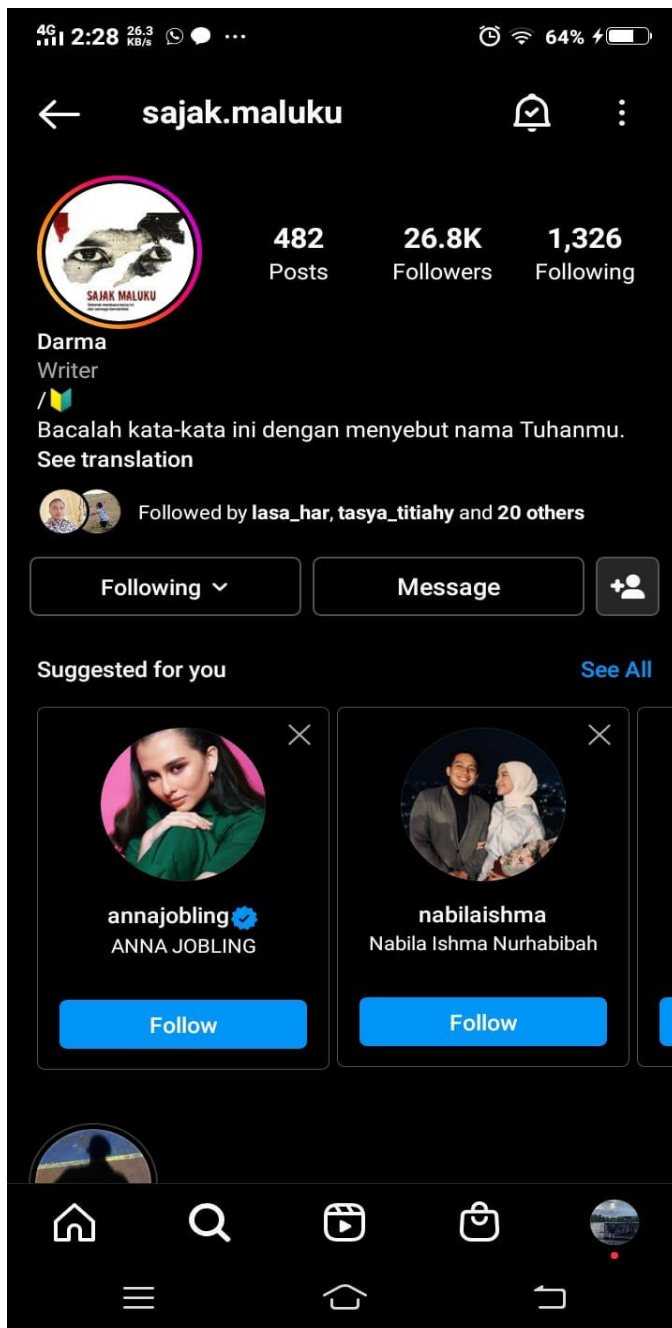 4G 2:28 26.3 KB/s ... 64%
sajak.maluku
482 26.8K 1,326
Posts Followers Following
SAJAK MALUKU
Darma
Writer
/🔰
Bacalah kata-kata ini dengan menyebut nama Tuhanmu.
See translation
Followed by lasa_har, tasya_titiahy and 20 others
Following Message
Suggested for you See All
annajobling nabilaishma
ANNA JOBLING Nabila Ishma Nurhabibah
Follow Follow